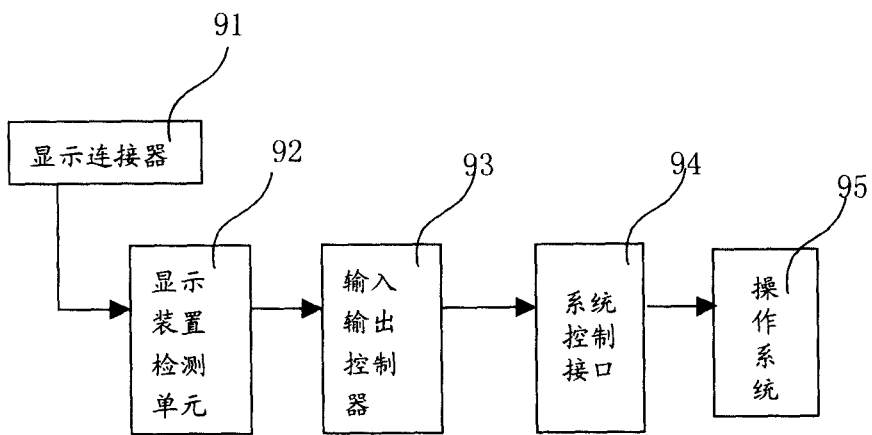 91
显示连接器
92
93
94
95
显示
装置
检测
单元
输入
输出
控制
器
系统
控制
接口
操
作
系
统